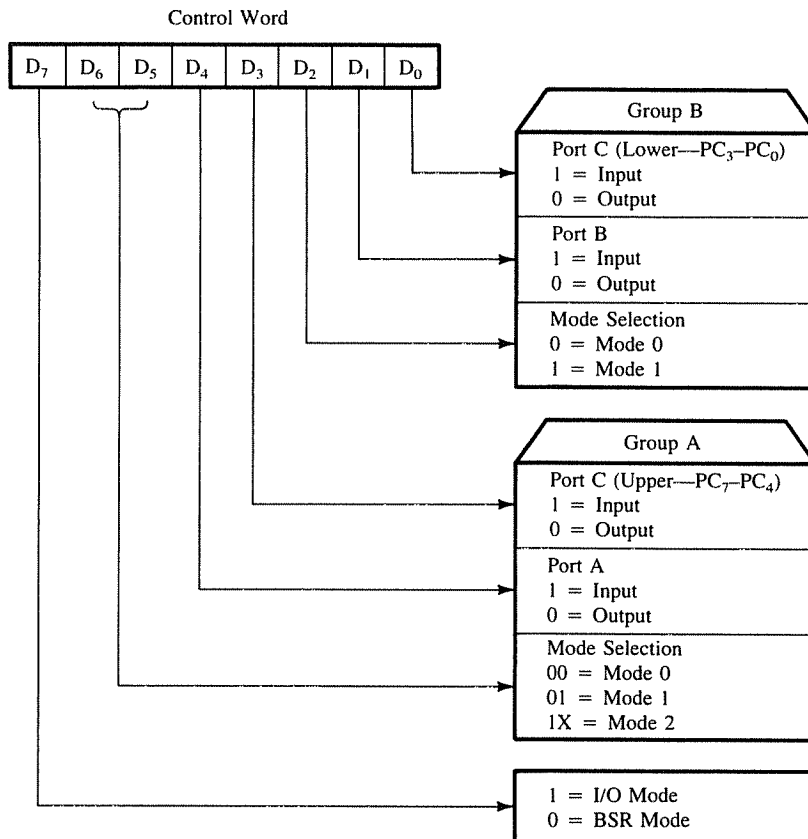 Control Word
D₇ D₆ D₅ D₄ D₃ D₂ D₁ D₀
Group B
Port C (Lower—PC₃–PC₀)
1 = Input
0 = Output
Port B
1 = Input
0 = Output
Mode Selection
0 = Mode 0
1 = Mode 1
Group A
Port C (Upper—PC₇–PC₄)
1 = Input
0 = Output
Port A
1 = Input
0 = Output
Mode Selection
00 = Mode 0
01 = Mode 1
1X = Mode 2
1 = I/O Mode
0 = BSR Mode